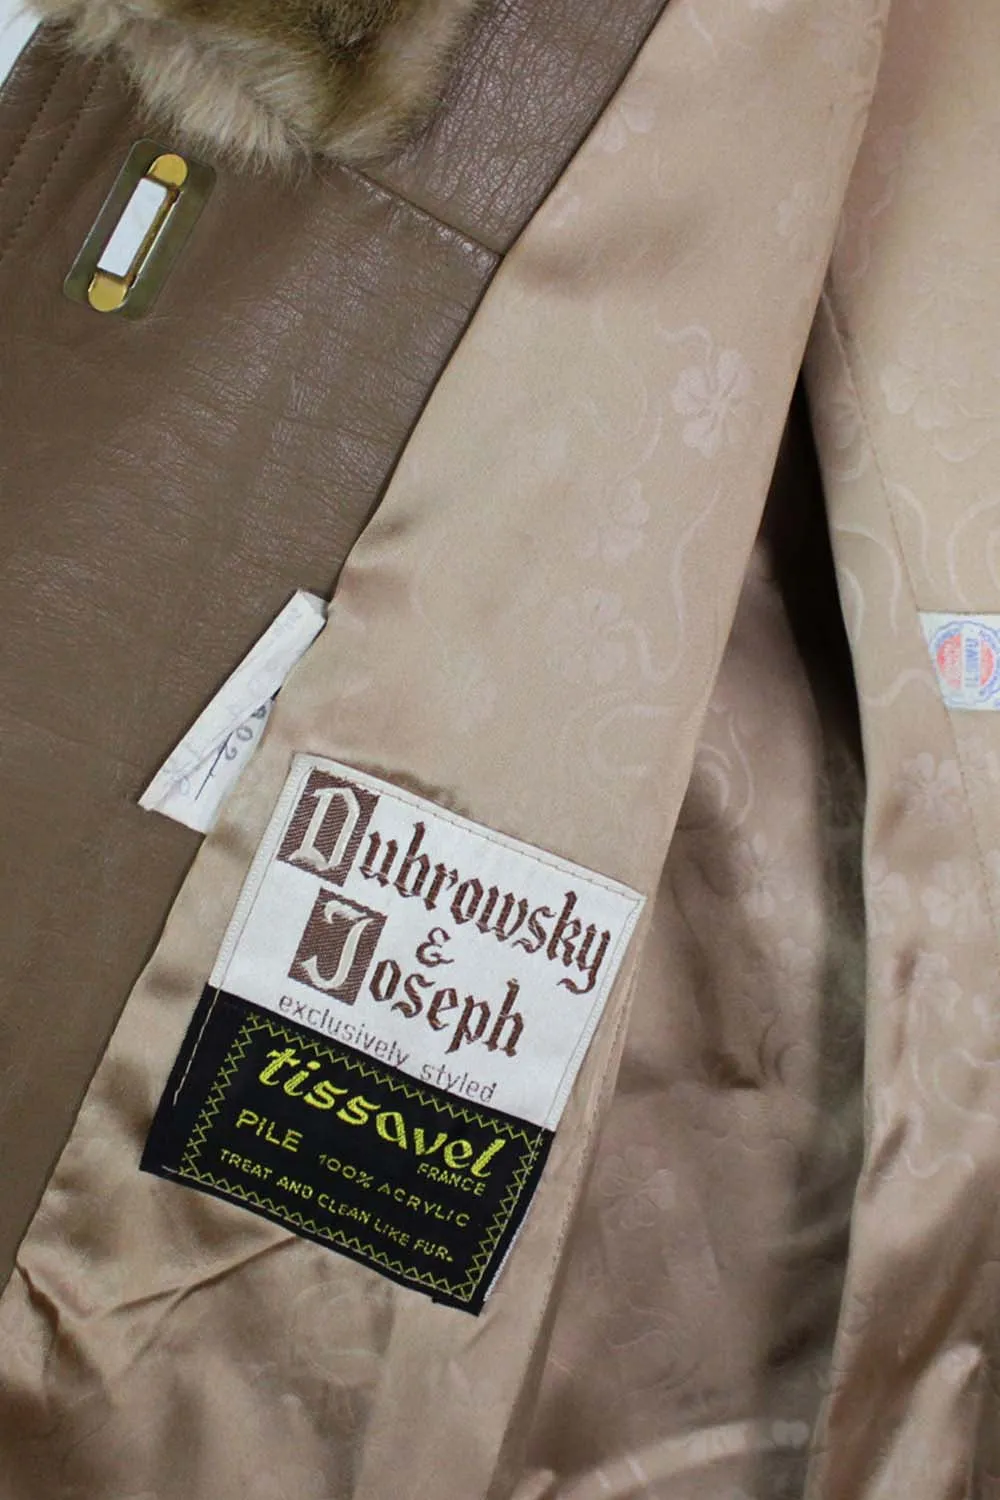 Dubrowsky
&
Joseph
exclusively styled
tissavel
FRANCE
PILE 100% ACRYLIC
TREAT AND CLEAN LIKE FUR.